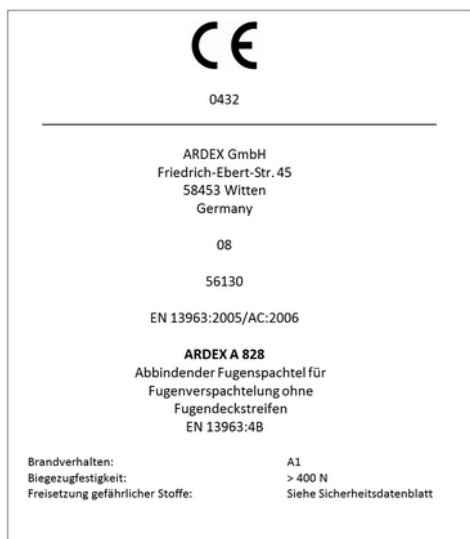 CE
0432
ARDEX GmbH
Friedrich-Ebert-Str. 45
58453 Witten
Germany
08
56130
EN 13963:2005/AC:2006
ARDEX A 828
Abbindender Fugenspachtel für
Fugenverspachtelung ohne
Fugendeckstreifen
EN 13963:4B
Brandverhalten: A1
Biegezugfestigkeit: > 400 N
Freisetzung gefährlicher Stoffe: Siehe Sicherheitsdatenblatt